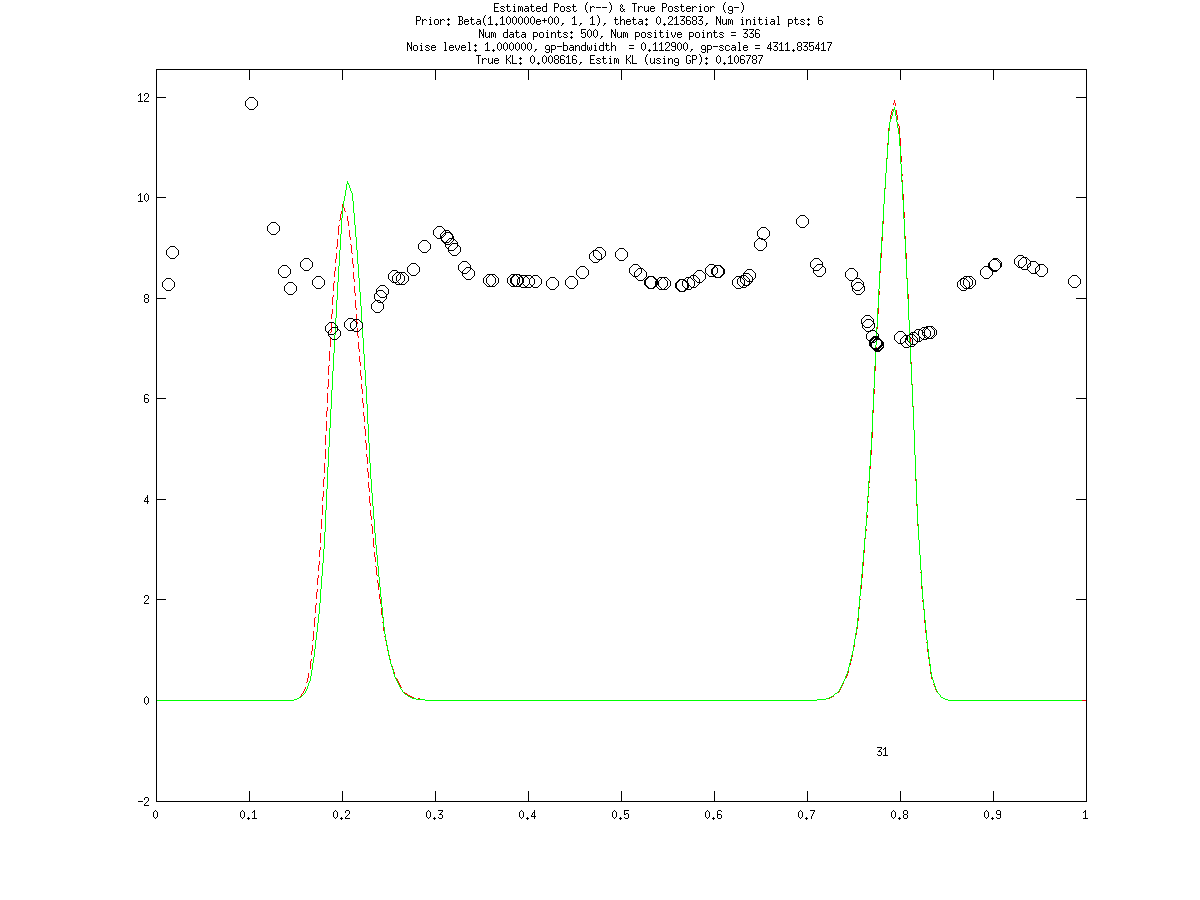 Estimated Post (r--) & True Posterior (g-)
Prior: Beta(1.100000e+00, 1, 1), theta: 0.213683, Num initial pts: 6
Num data points: 500, Num positive points = 336
Noise level: 1.000000, gp-bandwidth  = 0.112900, gp-scale = 4311.835417
True KL: 0.008616, Estim KL (using GP): 0.106787
12
10
8
6
4
2
0
31
-2
0 0.1 0.2 0.3 0.4 0.5 0.6 0.7 0.8 0.9 1